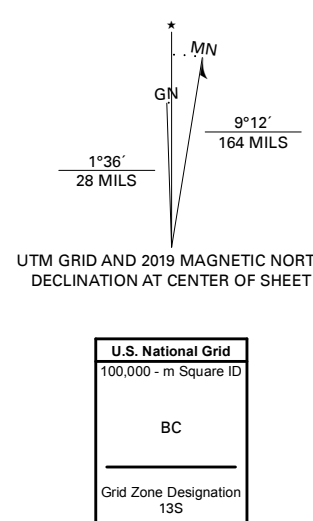 ★
MN
GN
9°12´
164 MILS
1°36´
28 MILS
UTM GRID AND 2019 MAGNETIC NORT
DECLINATION AT CENTER OF SHEET
U.S. National Grid
100,000 - m Square ID
BC
Grid Zone Designation
13S